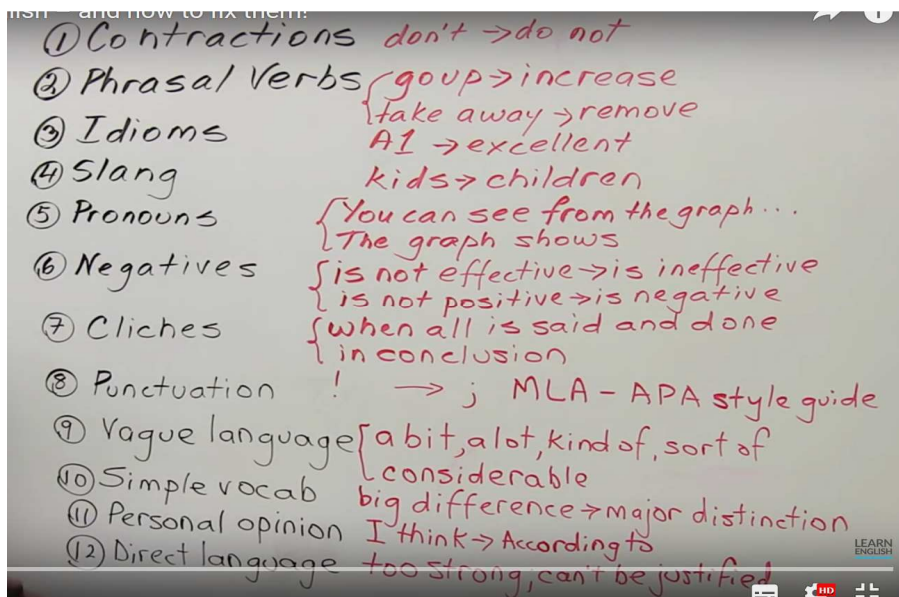 lish – and how to fix them!
① Contractions don't → do not
② Phrasal Verbs go up → increase
take away → remove
③ Idioms A1 → excellent
④ Slang kids → children
⑤ Pronouns You can see from the graph...
The graph shows
⑥ Negatives is not effective → is ineffective
is not positive → is negative
⑦ Cliches when all is said and done
in conclusion
⑧ Punctuation ! → ; MLA – APA style guide
⑨ Vague language a bit, a lot, kind of, sort of
considerable
⑩ Simple vocab big difference → major distinction
⑪ Personal opinion I think → According to
⑫ Direct language too strong, can't be justified
LEARN
ENGLISH
HD